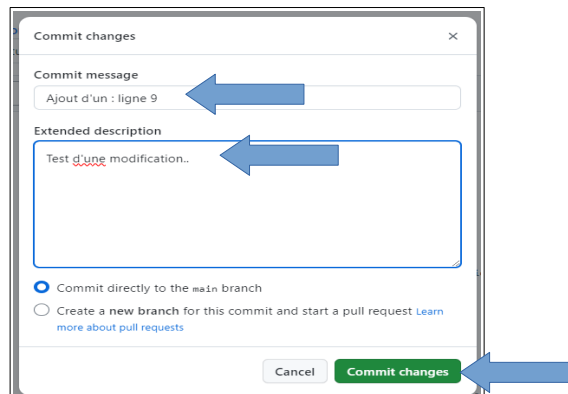 Commit changes
Commit message
Ajout d'un : ligne 9
Extended description
Test d'une modification..
Commit directly to the main branch
Create a new branch for this commit and start a pull request Learn
more about pull requests
Cancel
Commit changes